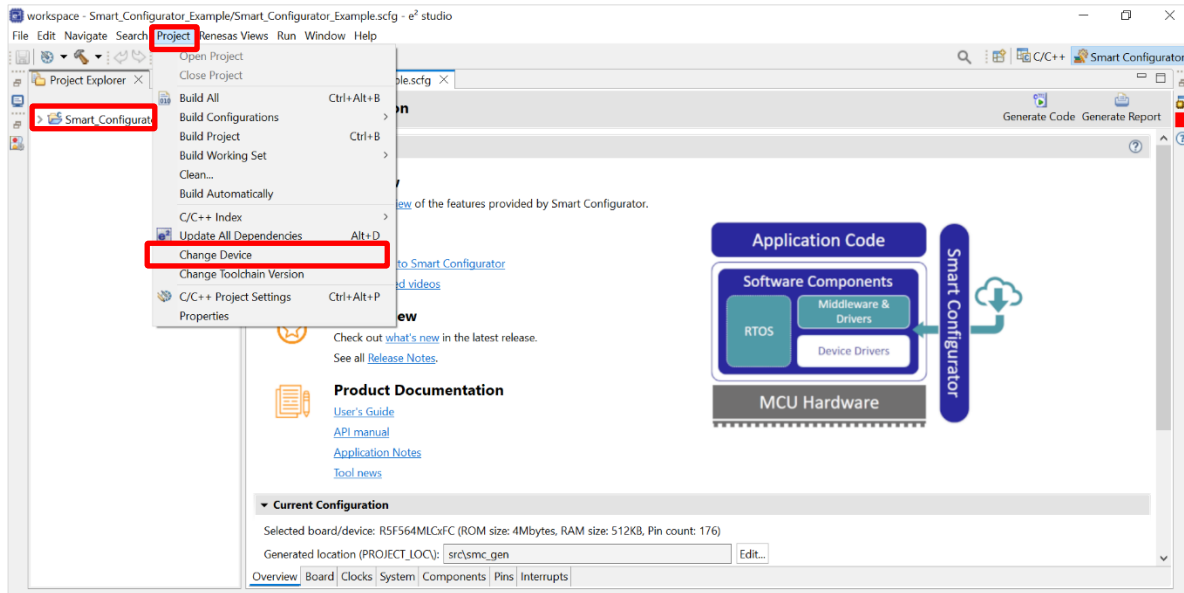 workspace - Smart_Configurator_Example/Smart_Configurator_Example.scfg - e² studio
File Edit Navigate Search Project Renesas Views Run Window Help
C/C++ Smart Configurator
Project Explorer
ple.scfg
Open Project
Close Project
Build All Ctrl+Alt+B
Build Configurations
Build Project Ctrl+B
Build Working Set
Clean...
Build Automatically
C/C++ Index
Update All Dependencies Alt+D
Change Device
Change Toolchain Version
C/C++ Project Settings Ctrl+Alt+P
Properties
Smart_Configurat
on
Generate Code Generate Report
ew of the features provided by Smart Configurator.
to Smart Configurator
d videos
ew
Check out what's new in the latest release.
See all Release Notes.
Product Documentation
User's Guide
API manual
Application Notes
Tool news
Application Code
Software Components
RTOS
Middleware &
Drivers
Device Drivers
MCU Hardware
Smart Configurator
Current Configuration
Selected board/device: R5F564MLCxFC (ROM size: 4Mbytes, RAM size: 512KB, Pin count: 176)
Generated location (PROJECT_LOC\): src\smc_gen Edit...
Overview Board Clocks System Components Pins Interrupts